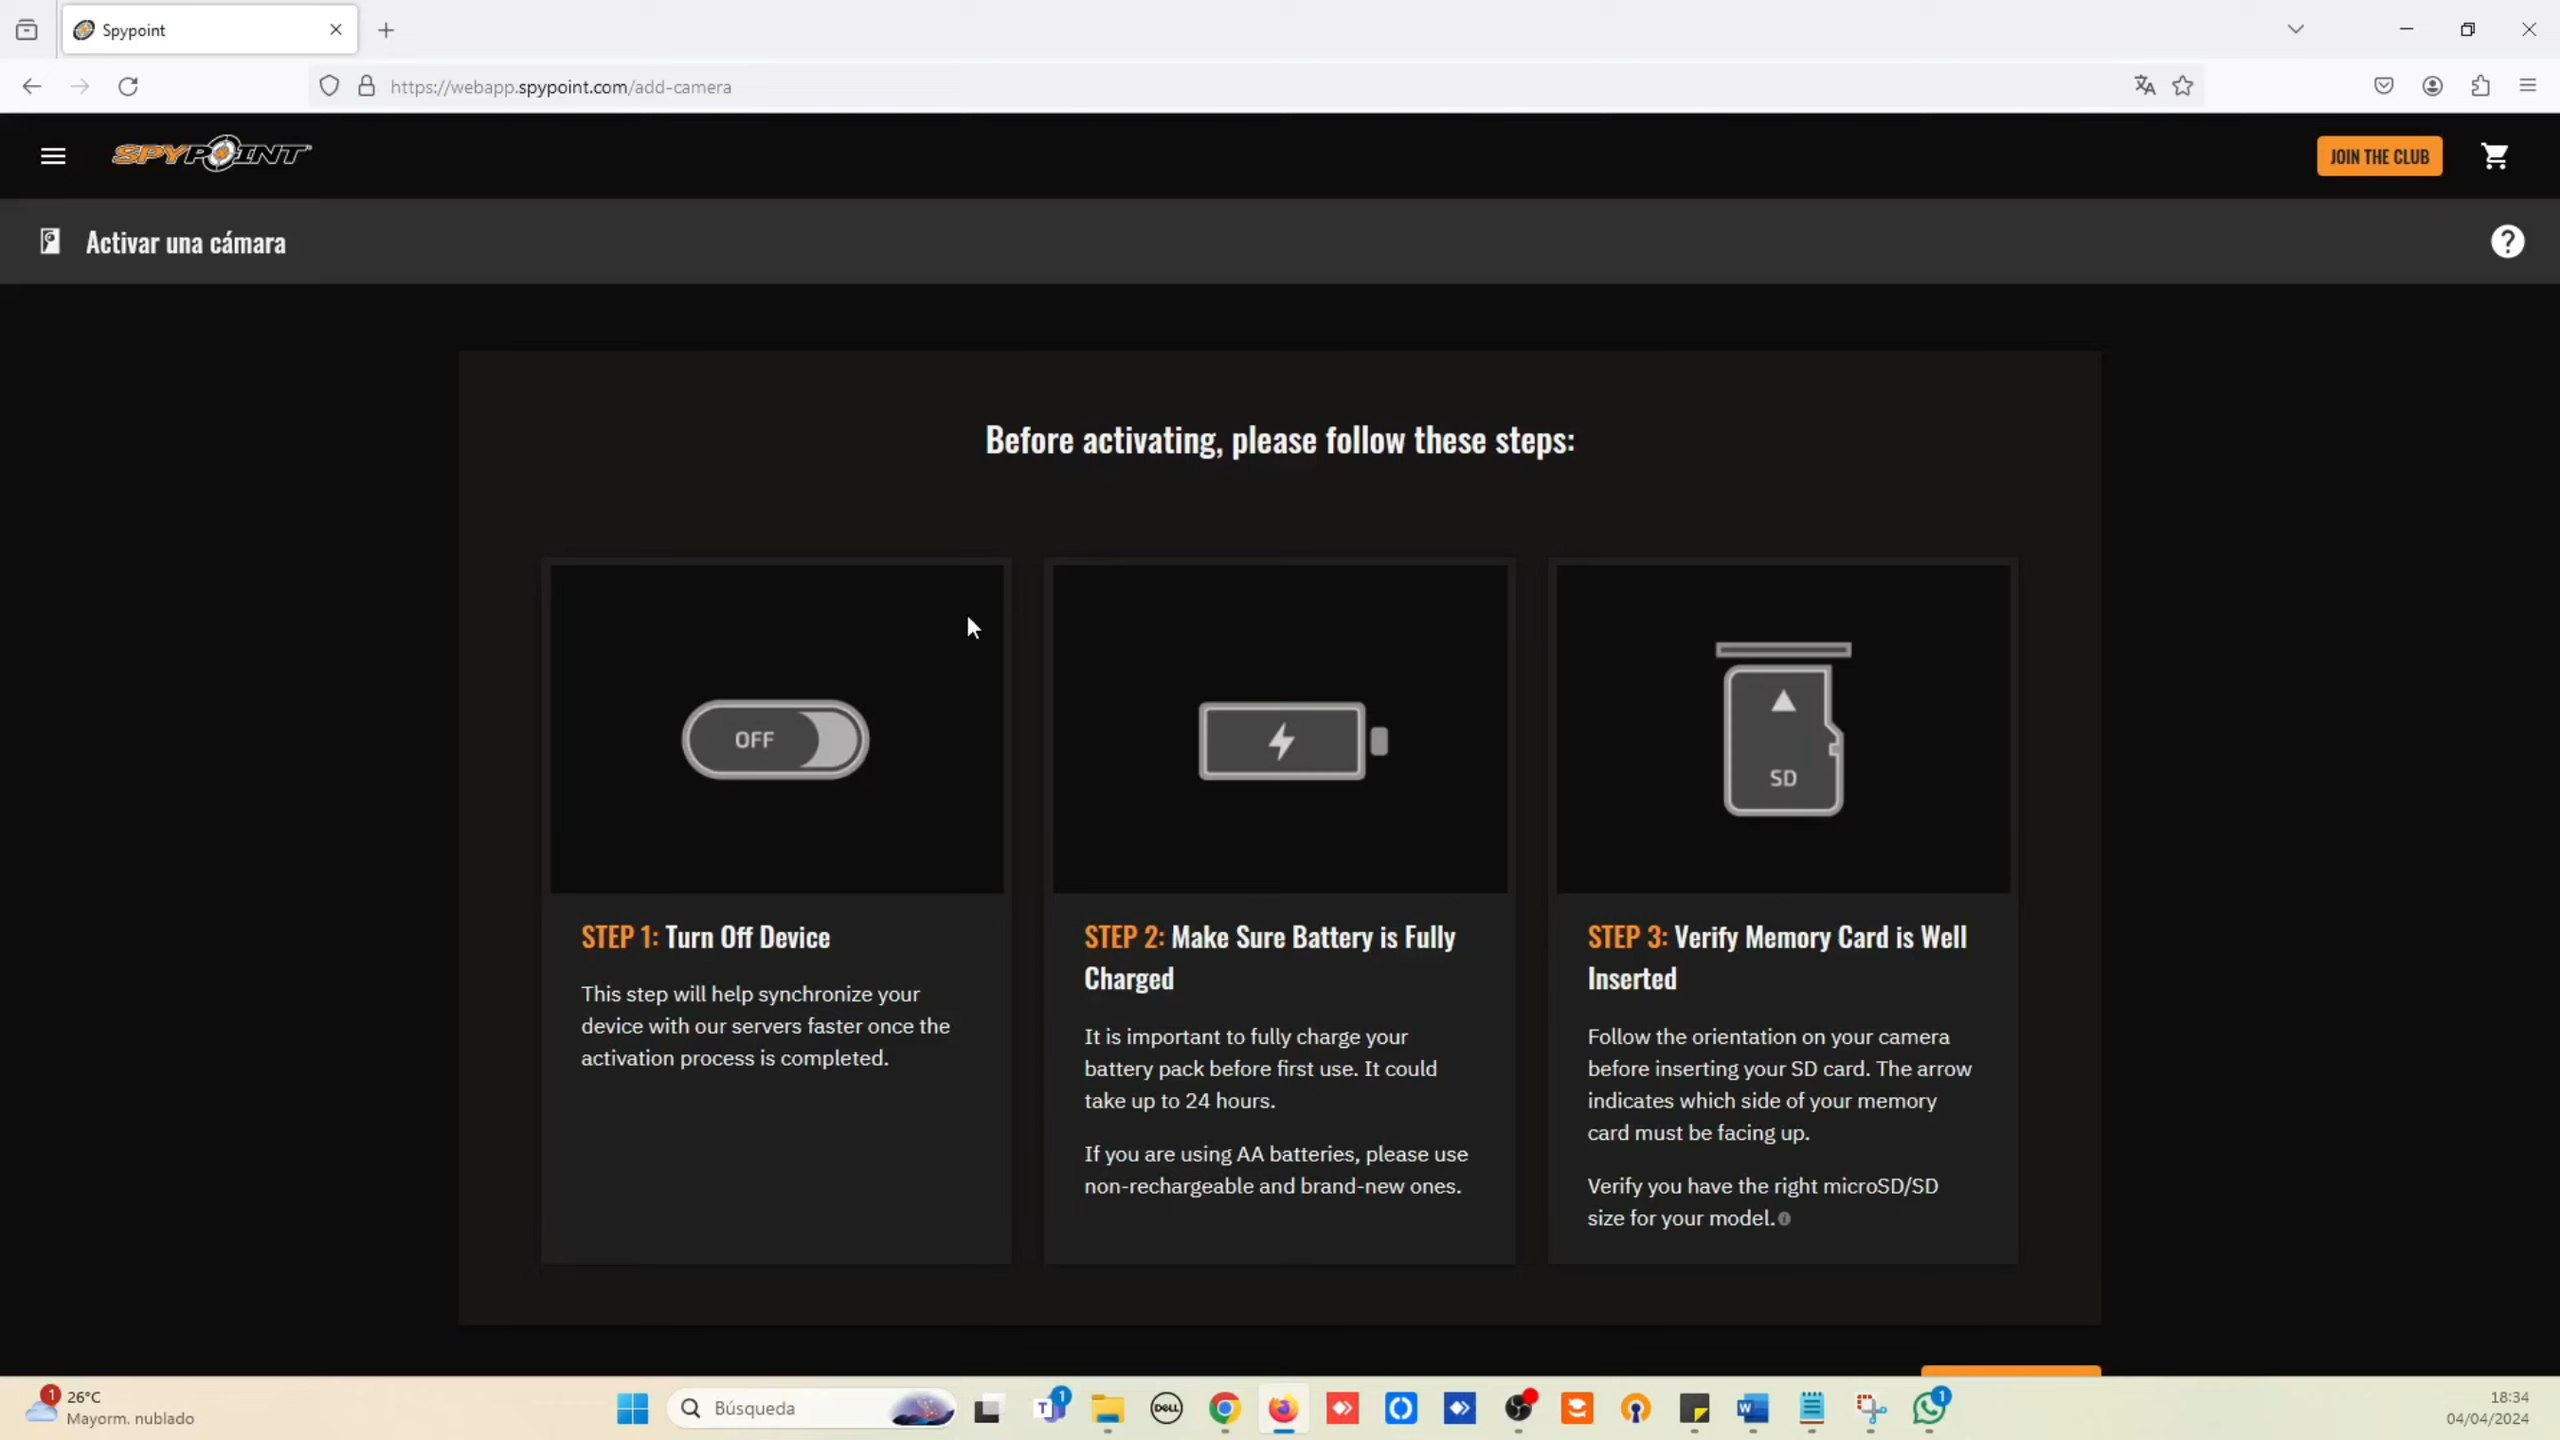 Spypoint
https://webapp.spypoint.com/add-camera
SPYPOINT
JOIN THE CLUB
Activar una cámara
?
Before activating, please follow these steps:
OFF
SD
STEP 1: Turn Off Device
This step will help synchronize your
device with our servers faster once the
activation process is completed.
STEP 2: Make Sure Battery is Fully
Charged
It is important to fully charge your
battery pack before first use. It could
take up to 24 hours.
If you are using AA batteries, please use
non-rechargeable and brand-new ones.
STEP 3: Verify Memory Card is Well
Inserted
Follow the orientation on your camera
before inserting your SD card. The arrow
indicates which side of your memory
card must be facing up.
Verify you have the right microSD/SD
size for your model.
1
26°C
Mayorm. nublado
Búsqueda
T
1
DELL
W
1
18:34
04/04/2024